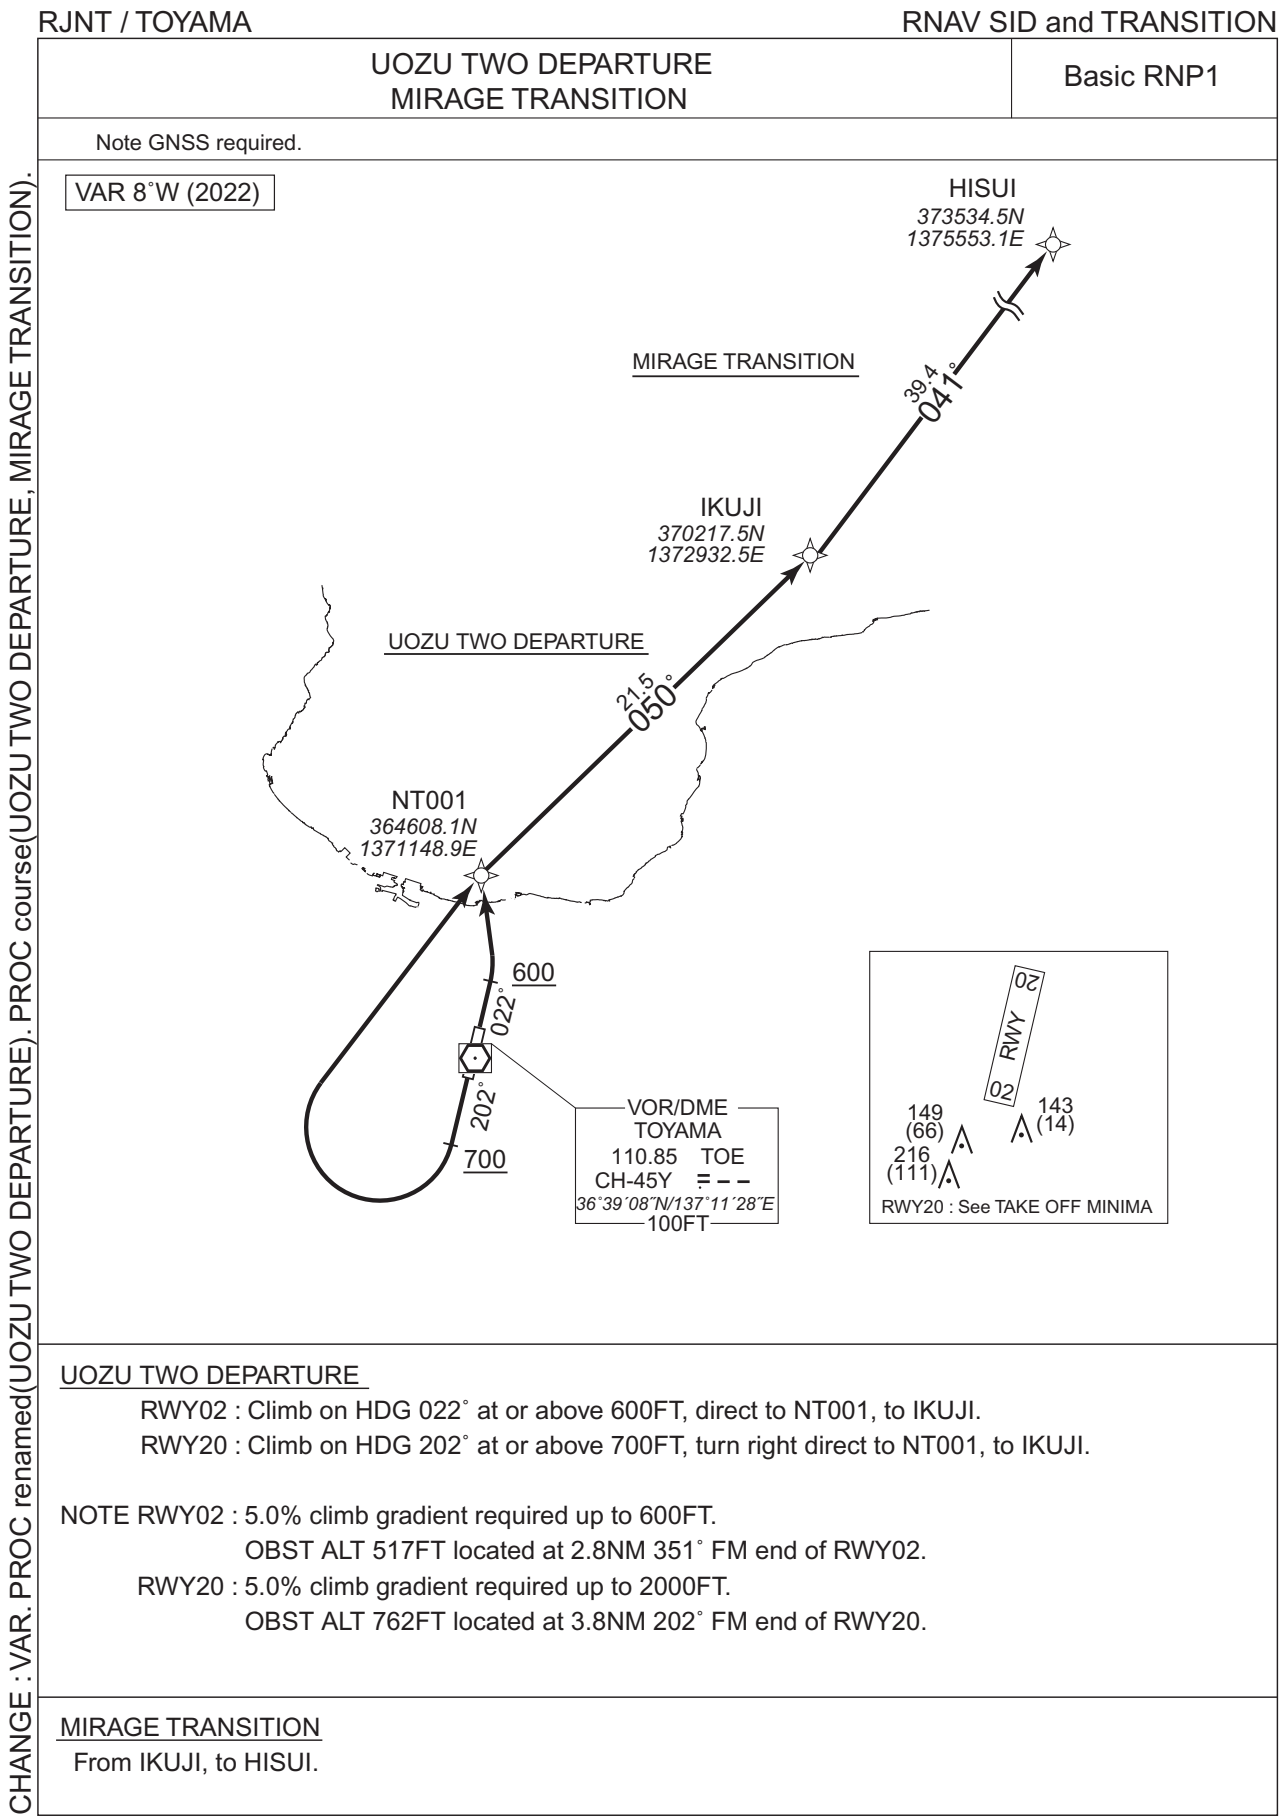 RJNT / TOYAMA
RNAV SID and TRANSITION
UOZU TWO DEPARTURE
MIRAGE TRANSITION
Basic RNP1
Note GNSS required.
VAR 8˚W (2022)
HISUI
373534.5N
1375553.1E
MIRAGE TRANSITION
39.4
041˚
IKUJI
370217.5N
1372932.5E
UOZU TWO DEPARTURE
21.5
050˚
NT001
364608.1N
1371148.9E
600
022˚
202˚
700
VOR/DME
TOYAMA
110.85 TOE
CH-45Y
36˚39´08˝N/137˚11´28˝E
100FT
20
RWY
02
149
(66)
143
(14)
216
(111)
RWY20 : See TAKE OFF MINIMA
UOZU TWO DEPARTURE
RWY02 : Climb on HDG 022˚ at or above 600FT, direct to NT001, to IKUJI.
RWY20 : Climb on HDG 202˚ at or above 700FT, turn right direct to NT001, to IKUJI.
NOTE RWY02 : 5.0% climb gradient required up to 600FT.
OBST ALT 517FT located at 2.8NM 351˚ FM end of RWY02.
RWY20 : 5.0% climb gradient required up to 2000FT.
OBST ALT 762FT located at 3.8NM 202˚ FM end of RWY20.
MIRAGE TRANSITION
From IKUJI, to HISUI.
CHANGE : VAR. PROC renamed(UOZU TWO DEPARTURE). PROC course(UOZU TWO DEPARTURE, MIRAGE TRANSITION).